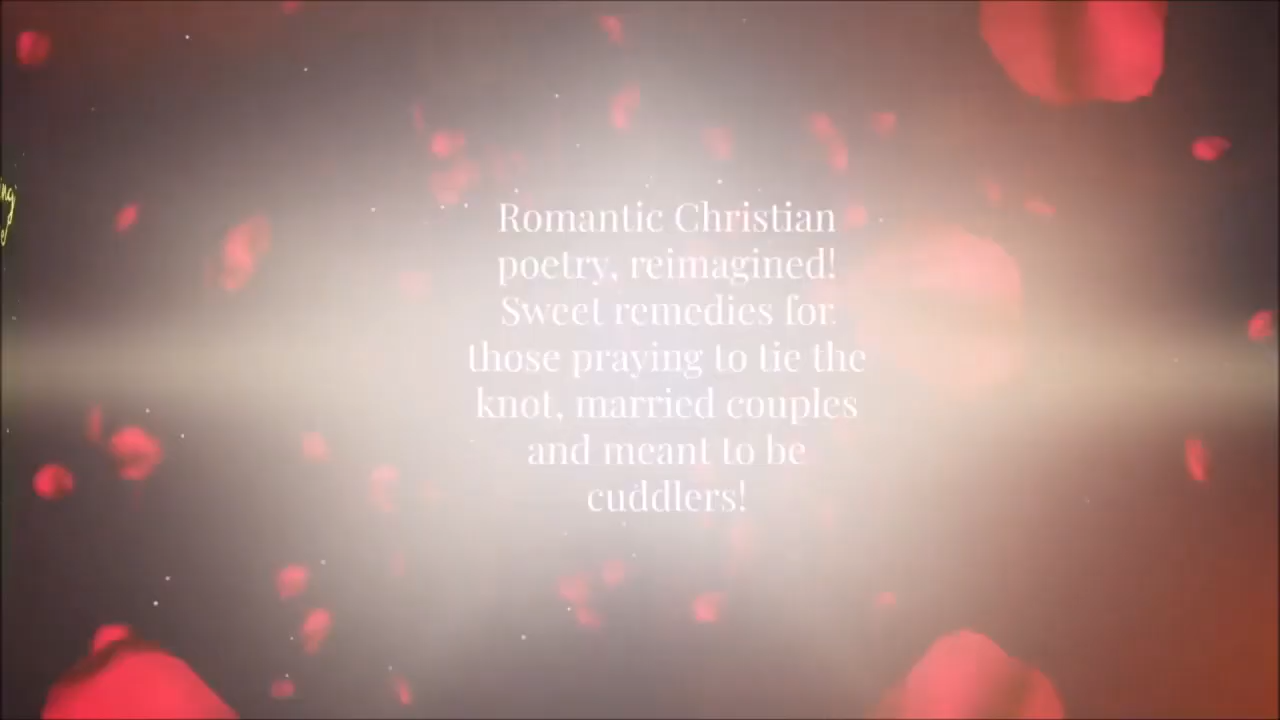 Romantic Christian
poetry, reimagined!
Sweet remedies for
those praying to tie the
knot, married couples
and meant to be
cuddlers!